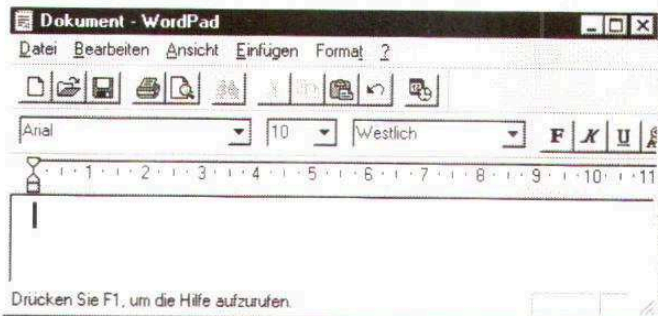 Dokument - WordPad
Datei Bearbeiten Ansicht Einfügen Format ?
Arial 10 Westlich F K U
1 2 3 4 5 6 7 8 9 10 11
Drücken Sie F1, um die Hilfe aufzurufen.